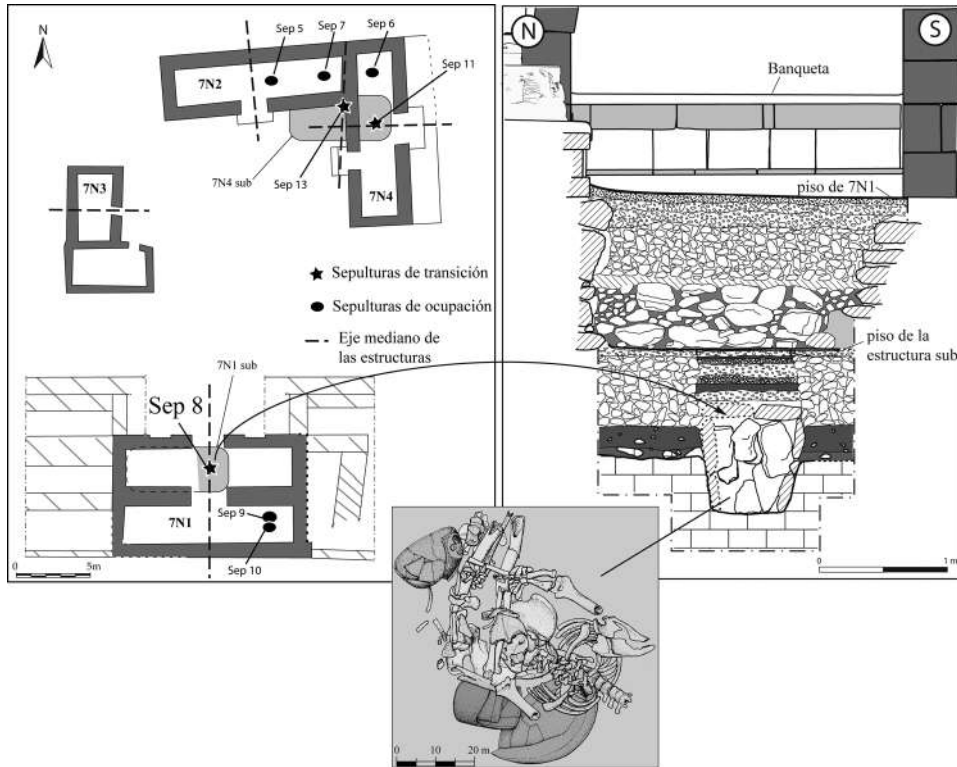 N
Sep 5
Sep 7
Sep 6
7N2
Sep 11
7N4 sub
Sep 13
7N4
7N3
Sepulturas de transición
Sepulturas de ocupación
Eje mediano de
las estructuras
7N1 sub
Sep 8
7N1
Sep 9
Sep 10
0
5m
N
S
Banqueta
piso de 7N1
piso de la
estructura sub
0
1 m
0 10 20 m